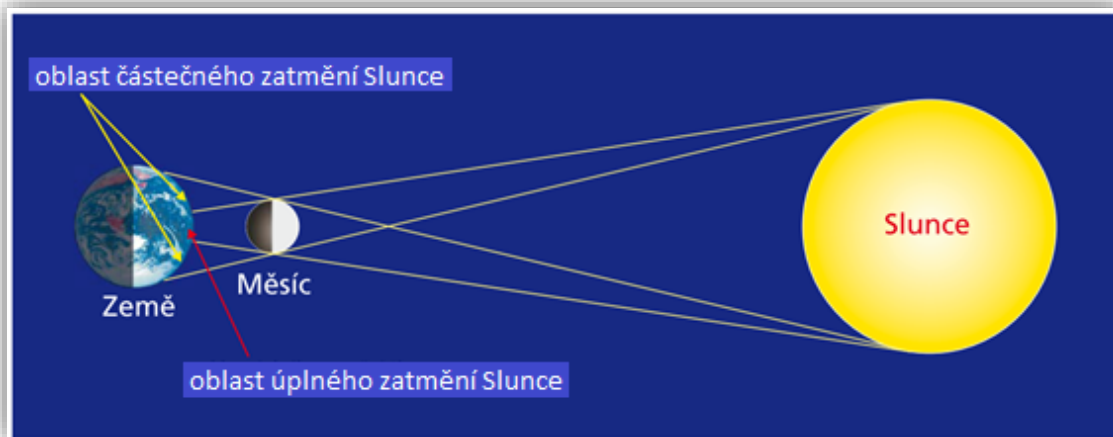 oblast částečného zatmění Slunce
Slunce
Měsíc
Země
oblast úplného zatmění Slunce